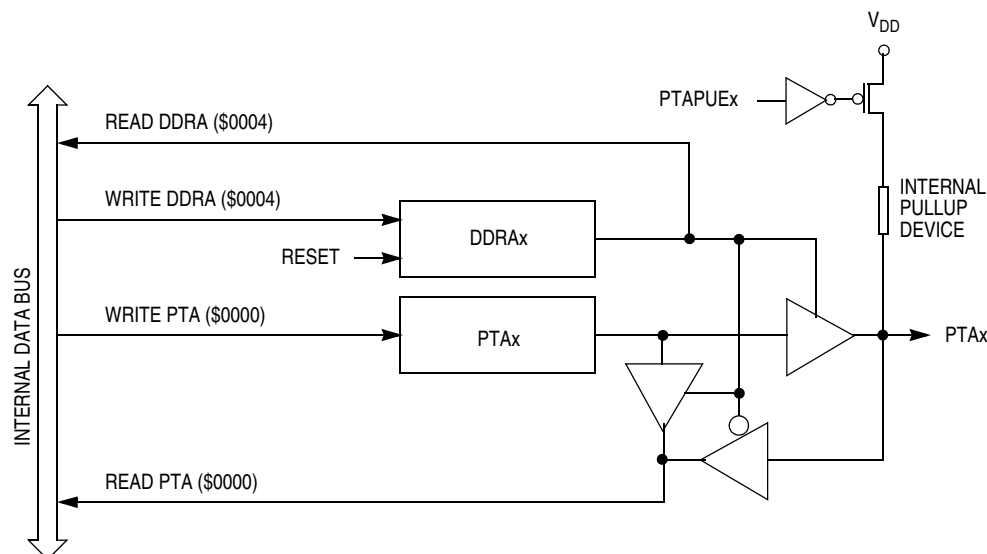 VDD
PTAPUEx
READ DDRA ($0004)
WRITE DDRA ($0004)
INTERNAL
PULLUP
DEVICE
DDRAx
RESET
INTERNAL DATA BUS
WRITE PTA ($0000)
PTAx
PTAx
READ PTA ($0000)